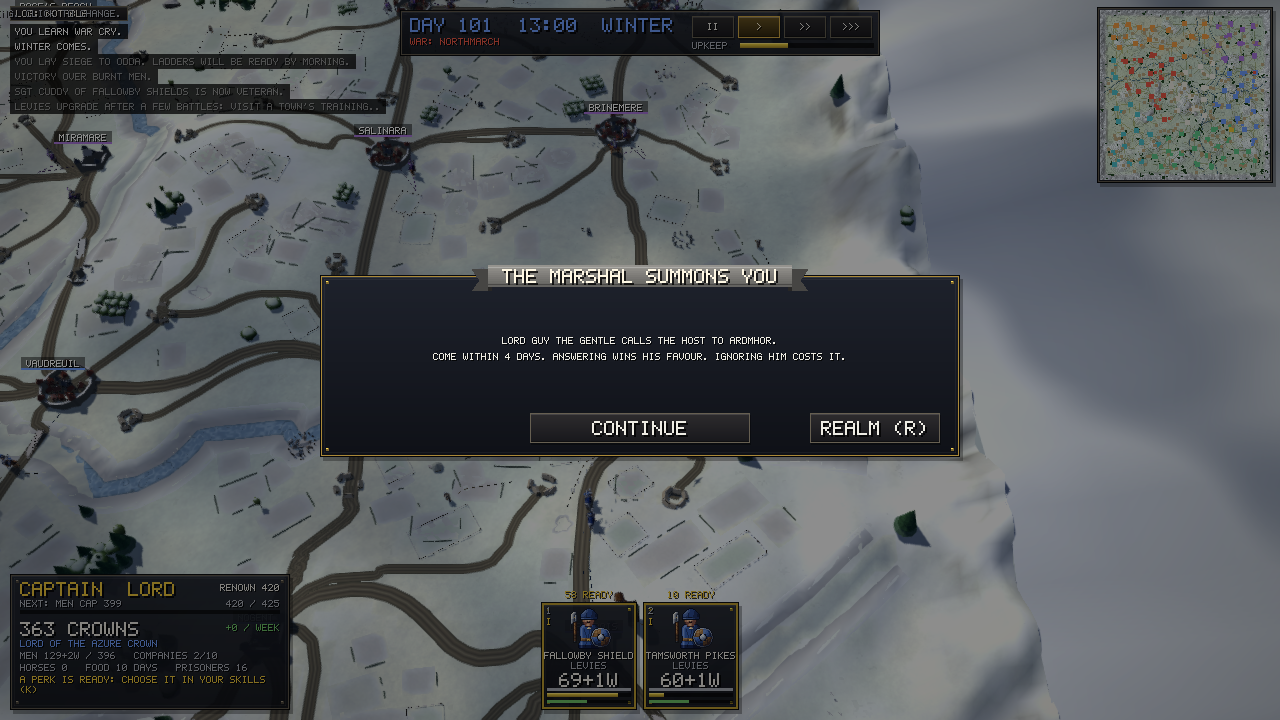 DAY 101 13:00 WINTER
WAR: NORTHMARCH
II > >> >>>
UPKEEP
YOU LEARN WAR CRY.
WINTER COMES.
YOU LAY SIEGE TO ODDA. LADDERS WILL BE READY BY MORNING.
VICTORY OVER BURNT MEN.
SGT CUDDY OF FALLOWBY SHIELDS IS NOW VETERAN.
LEVIES UPGRADE AFTER A FEW BATTLES: VISIT A TOWN'S TRAINING..
BRINEMERE
MIRAMARE
SALINARA
VAUDREUIL
THE MARSHAL SUMMONS YOU
LORD GUY THE GENTLE CALLS THE HOST TO ARDMHOR.
COME WITHIN 4 DAYS. ANSWERING WINS HIS FAVOUR. IGNORING HIM COSTS IT.
CONTINUE
REALM (R)
CAPTAIN LORD
RENOWN 420
NEXT: MEN CAP 399
420 / 425
363 CROWNS
+0 / WEEK
LORD OF THE AZURE CROWN
MEN 129+2W / 396 COMPANIES 2/10
HORSES 0 FOOD 10 DAYS PRISONERS 16
A PERK IS READY: CHOOSE IT IN YOUR SKILLS
(K)
READY
1
I
FALLOWBY SHIELD
LEVIES
69+1W
10 READY
2
I
TAMSWORTH PIKES
LEVIES
60+1W